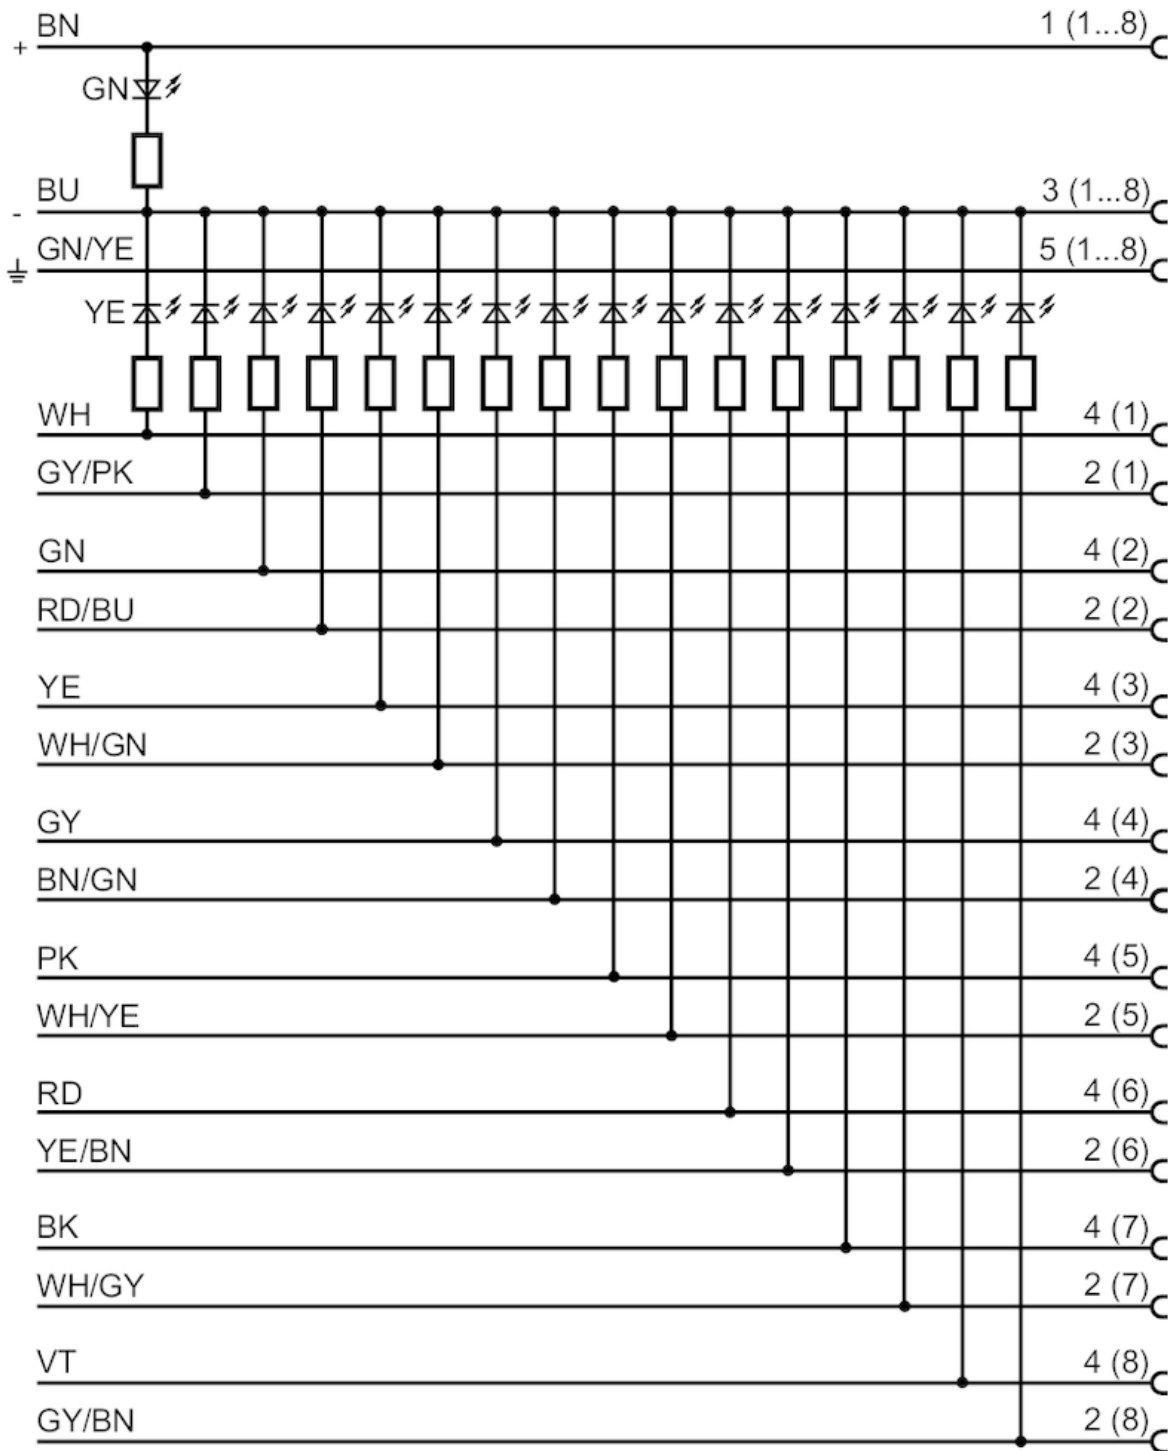 BN 1 (1...8)
+
GN
BU 3 (1...8)
-
GN/YE 5 (1...8)
YE
WH 4 (1)
GY/PK 2 (1)
GN 4 (2)
RD/BU 2 (2)
YE 4 (3)
WH/GN 2 (3)
GY 4 (4)
BN/GN 2 (4)
PK 4 (5)
WH/YE 2 (5)
RD 4 (6)
YE/BN 2 (6)
BK 4 (7)
WH/GY 2 (7)
VT 4 (8)
GY/BN 2 (8)